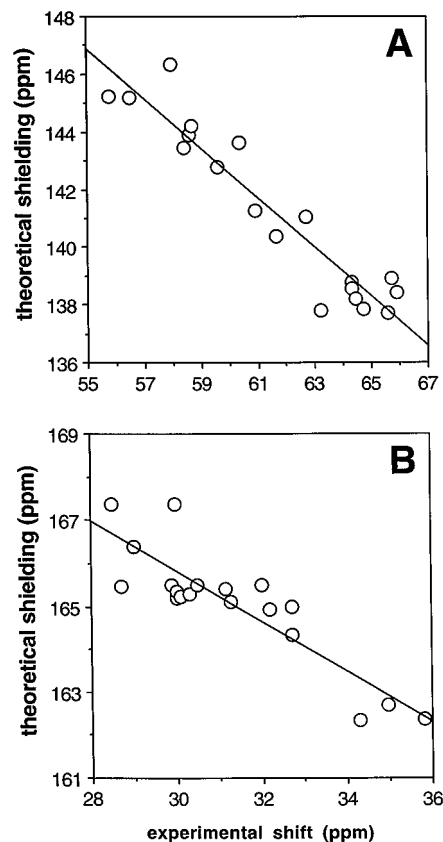 A
theoretical shielding (ppm)
148
146
144
142
140
138
136
55 57 59 61 63 65 67
B
theoretical shielding (ppm)
169
167
165
163
161
28 30 32 34 36
experimental shift (ppm)